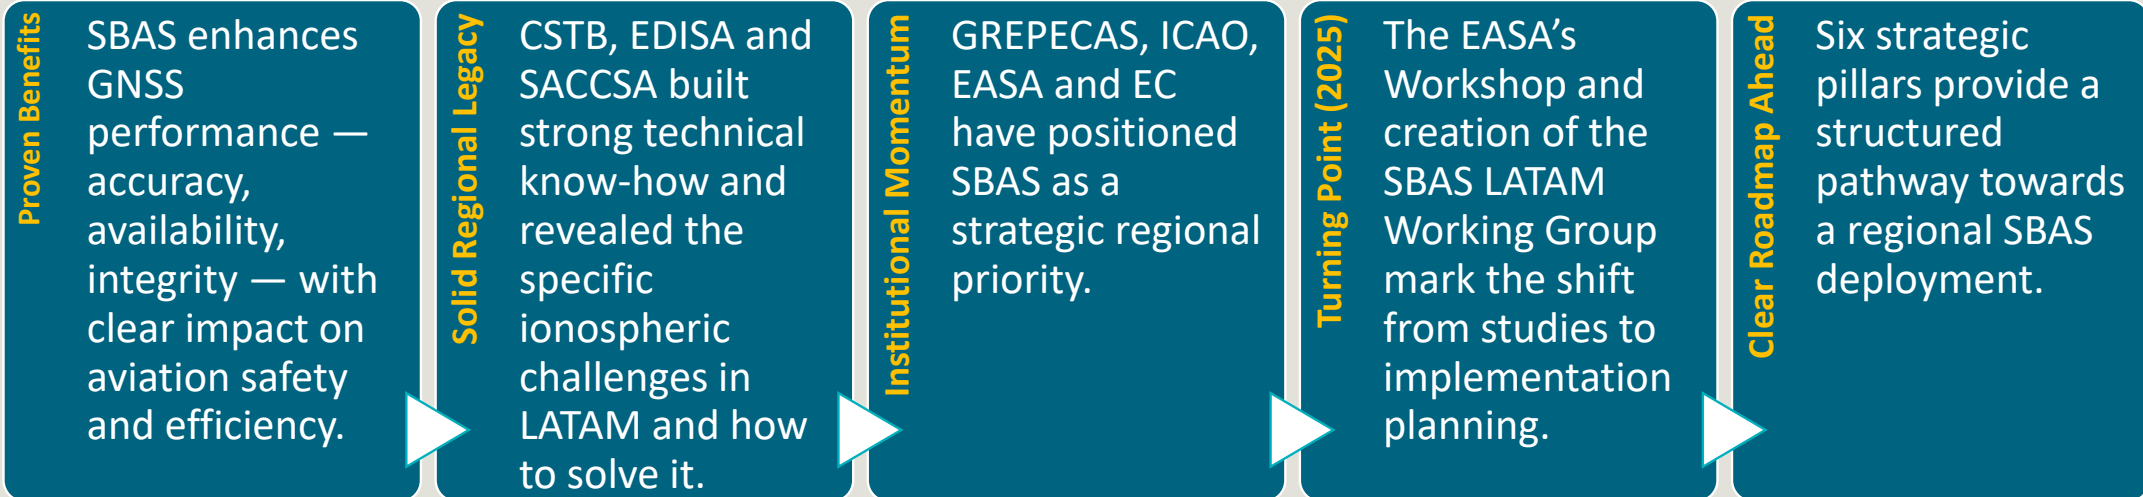 Proven Benefits
SBAS enhances
GNSS
performance —
accuracy,
availability,
integrity — with
clear impact on
aviation safety
and efficiency.
Solid Regional Legacy
CSTB, EDISA and
SACCSA built
strong technical
know-how and
revealed the
specific
ionospheric
challenges in
LATAM and how
to solve it.
Institutional Momentum
GREPECAS, ICAO,
EASA and EC
have positioned
SBAS as a
strategic regional
priority.
Turning Point (2025)
The EASA’s
Workshop and
creation of the
SBAS LATAM
Working Group
mark the shift
from studies to
implementation
planning.
Clear Roadmap Ahead
Six strategic
pillars provide a
structured
pathway towards
a regional SBAS
deployment.